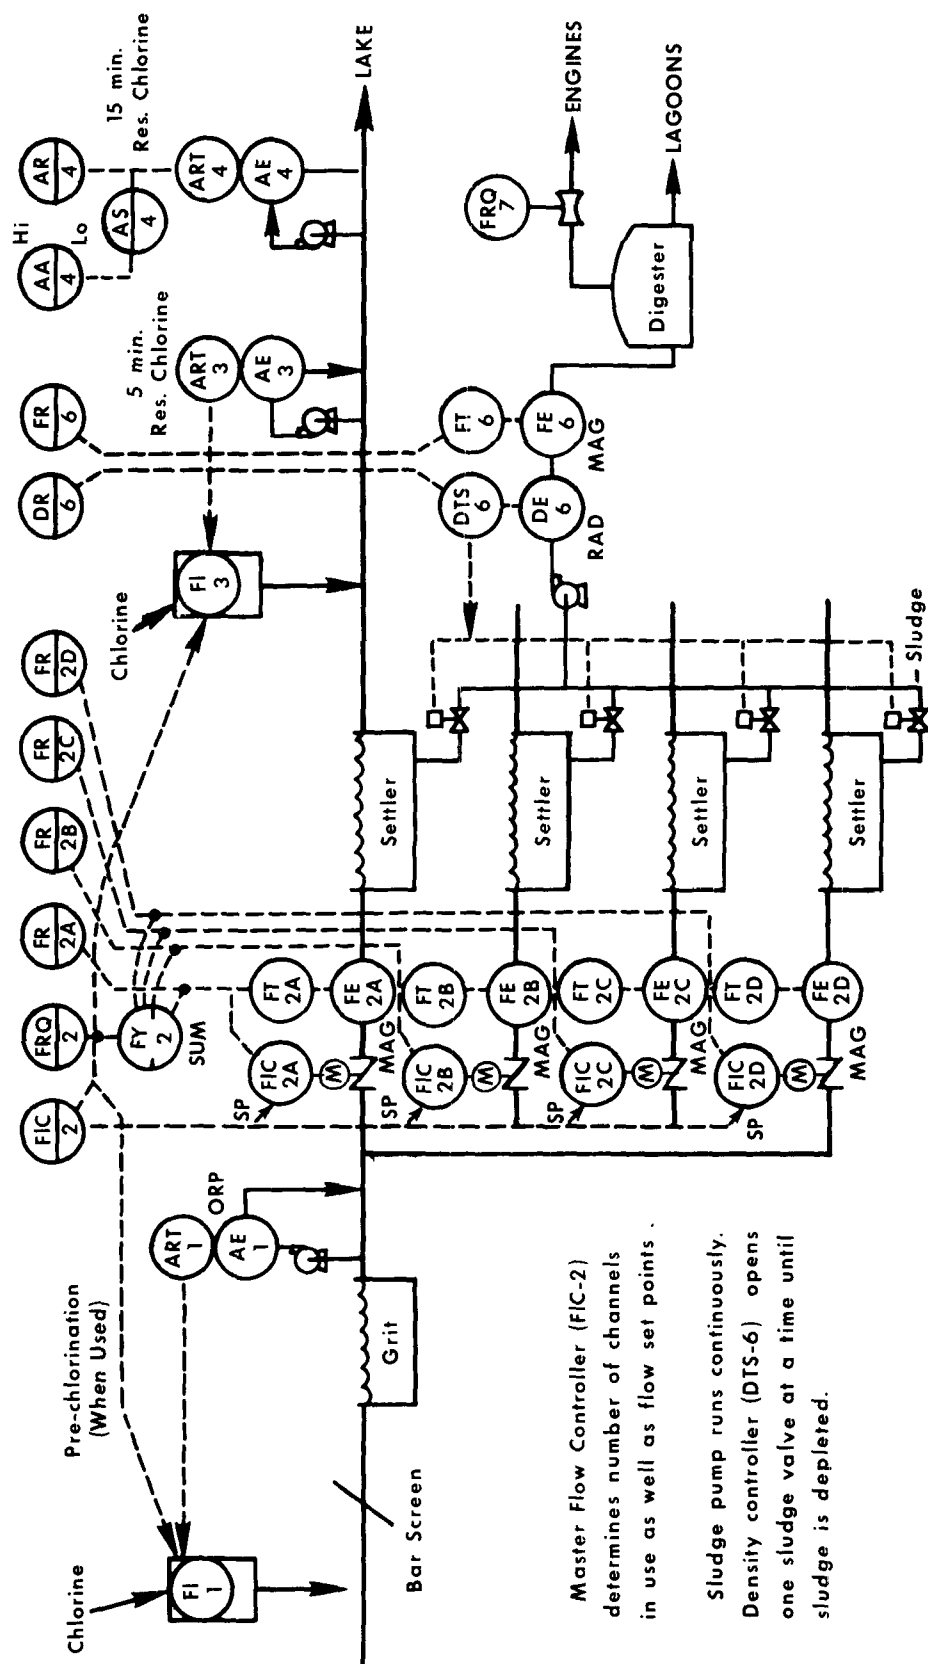 Chlorine
FI
1
Pre-chlorination
(When Used)
Bar Screen
Grit
ART
1
AE
1
ORP
FIC
2
FRQ
2
FR
2A
FR
2B
FR
2C
FR
2D
DR
6
FR
6
AA
4
Hi
Lo
AR
4
FY
2
SUM
AS
4
15 min.
Res. Chlorine
5 min.
Res. Chlorine
Chlorine
FI
3
ART
3
AE
3
ART
4
AE
4
LAKE
SP
FIC
2A
M
FT
2A
FE
2A
MAG
Settler
SP
FIC
2B
M
FT
2B
FE
2B
MAG
Settler
SP
FIC
2C
M
FT
2C
FE
2C
MAG
Settler
SP
FIC
2D
M
FT
2D
FE
2D
MAG
Settler
Sludge
DTS
6
DE
6
RAD
FT
6
FE
6
MAG
FRQ
7
ENGINES
Digester
LAGOONS
Master Flow Controller (FIC-2)
determines number of channels
in use as well as flow set points.
Sludge pump runs continuously.
Density controller (DTS-6) opens
one sludge valve at a time until
sludge is depleted.